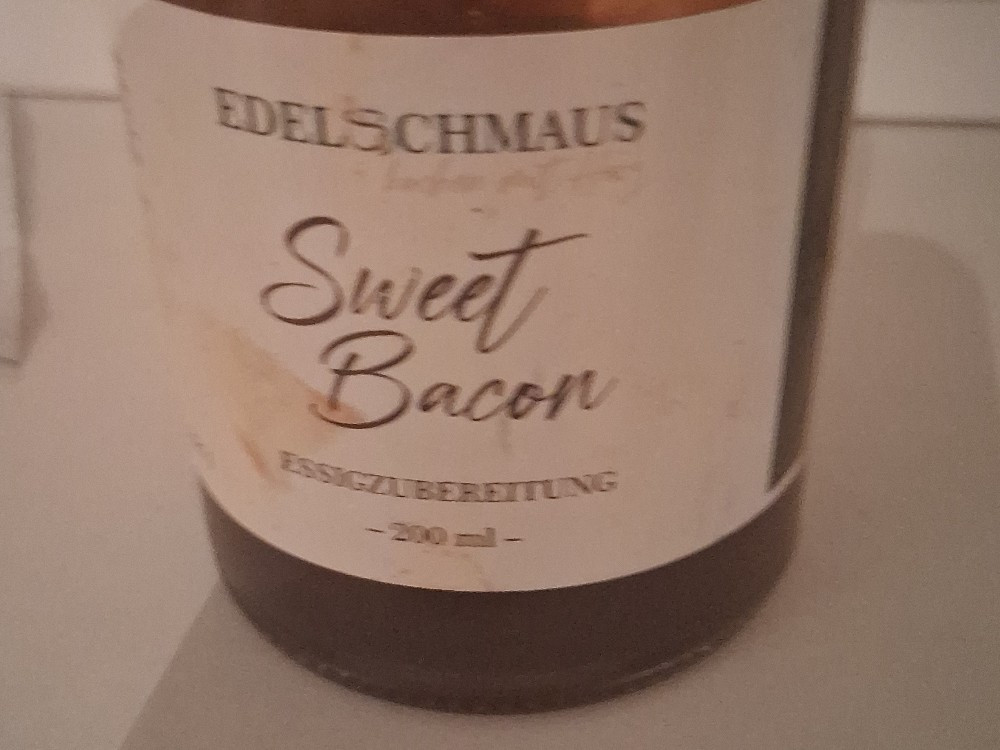 EDELSCHMAUS
Sweet
Bacon
ESSIGZUBEREITUNG
– 200 ml –